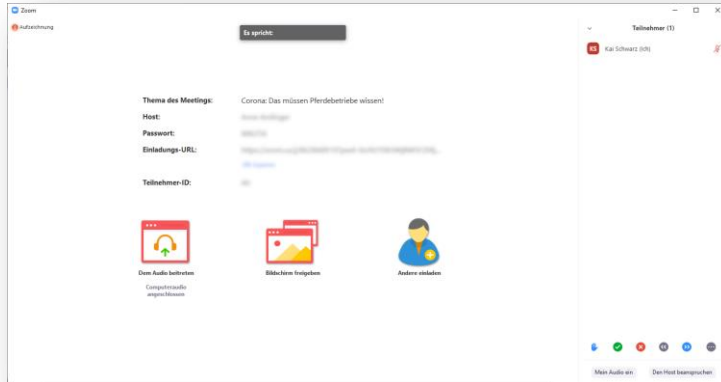 Zoom
Aufzeichnung
Es spricht:
Thema des Meetings: Corona: Das müssen Pferdebetriebe wissen!
Host:
Passwort:
Einladungs-URL:
Teilnehmer-ID:
Dem Audio beitreten
Computeraudio
angeschlossen
Bildschirm freigeben
Andere einladen
Teilnehmer (1)
KS Kai Schwarz (Ich)
Mein Audio ein
Den Host beanspruchen